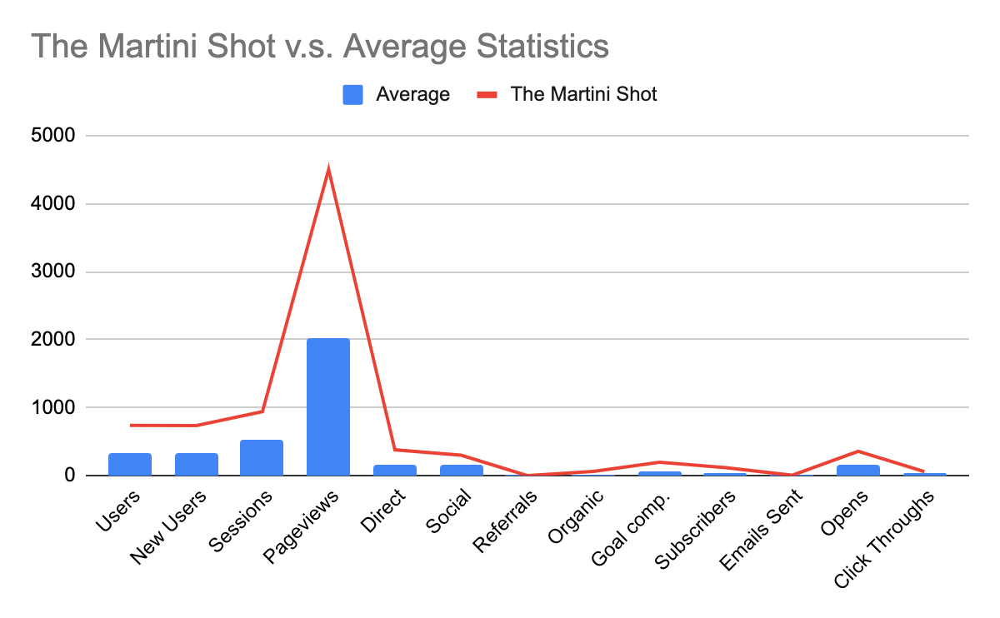 The Martini Shot v.s. Average Statistics
Average
The Martini Shot
5000
4000
3000
2000
1000
0
Users
New Users
Sessions
Pageviews
Direct
Social
Referrals
Organic
Goal comp.
Subscribers
Emails Sent
Opens
Click Throughs